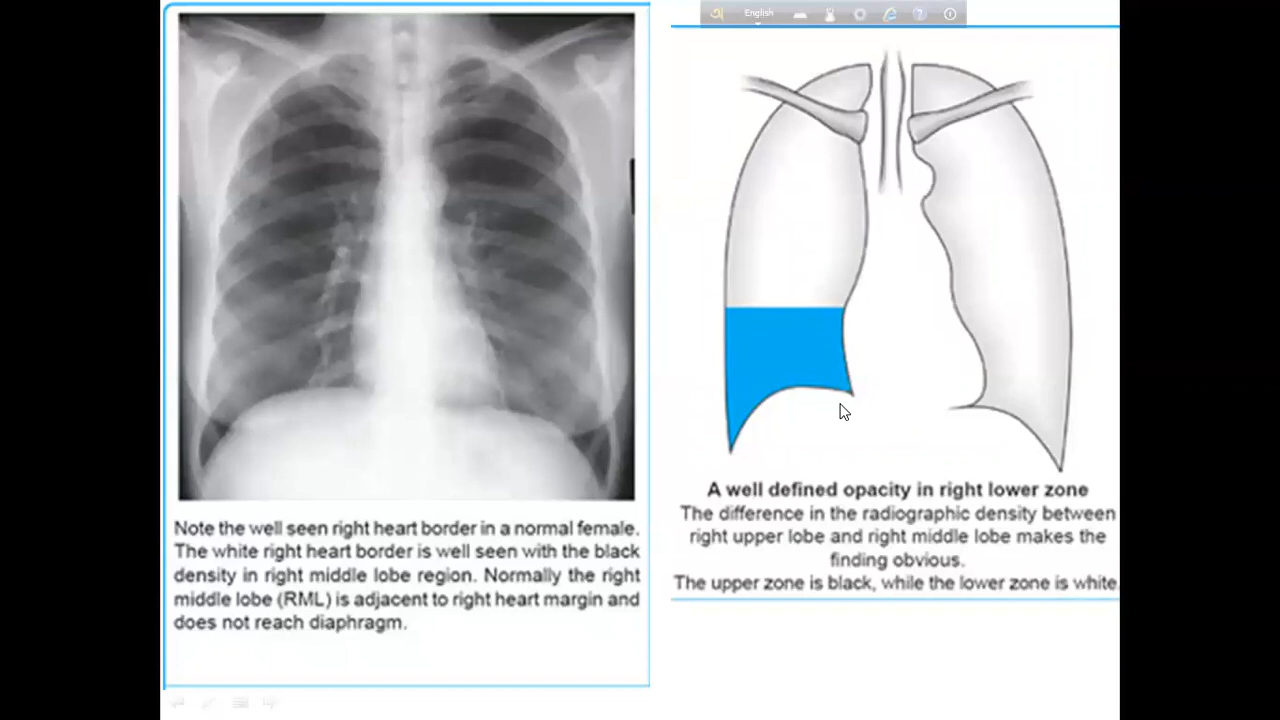 English
Note the well seen right heart border in a normal female.
The white right heart border is well seen with the black
density in right middle lobe region. Normally the right
middle lobe (RML) is adjacent to right heart margin and
does not reach diaphragm.
A well defined opacity in right lower zone
The difference in the radiographic density between
right upper lobe and right middle lobe makes the
finding obvious.
The upper zone is black, while the lower zone is white.